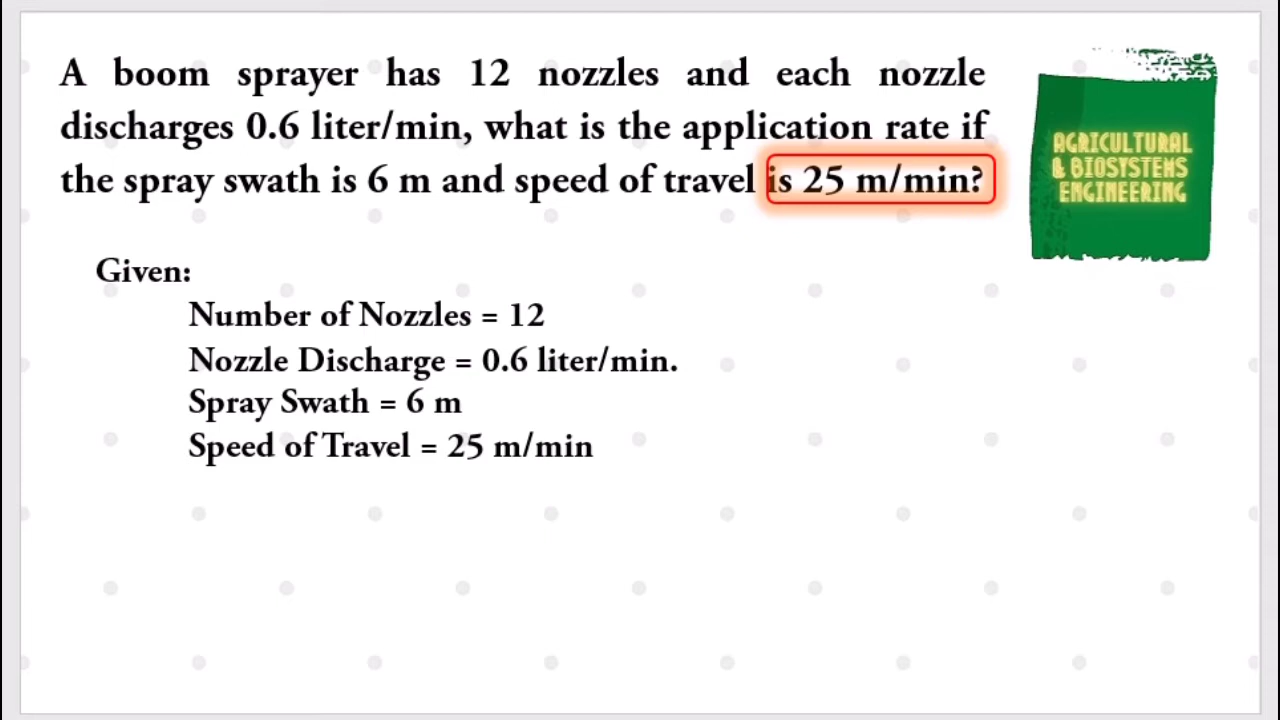 A boom sprayer has 12 nozzles and each nozzle
discharges 0.6 liter/min, what is the application rate if
the spray swath is 6 m and speed of travel is 25 m/min?
AGRICULTURAL
& BIOSYSTEMS
ENGINEERING
Given:
Number of Nozzles = 12
Nozzle Discharge = 0.6 liter/min.
Spray Swath = 6 m
Speed of Travel = 25 m/min